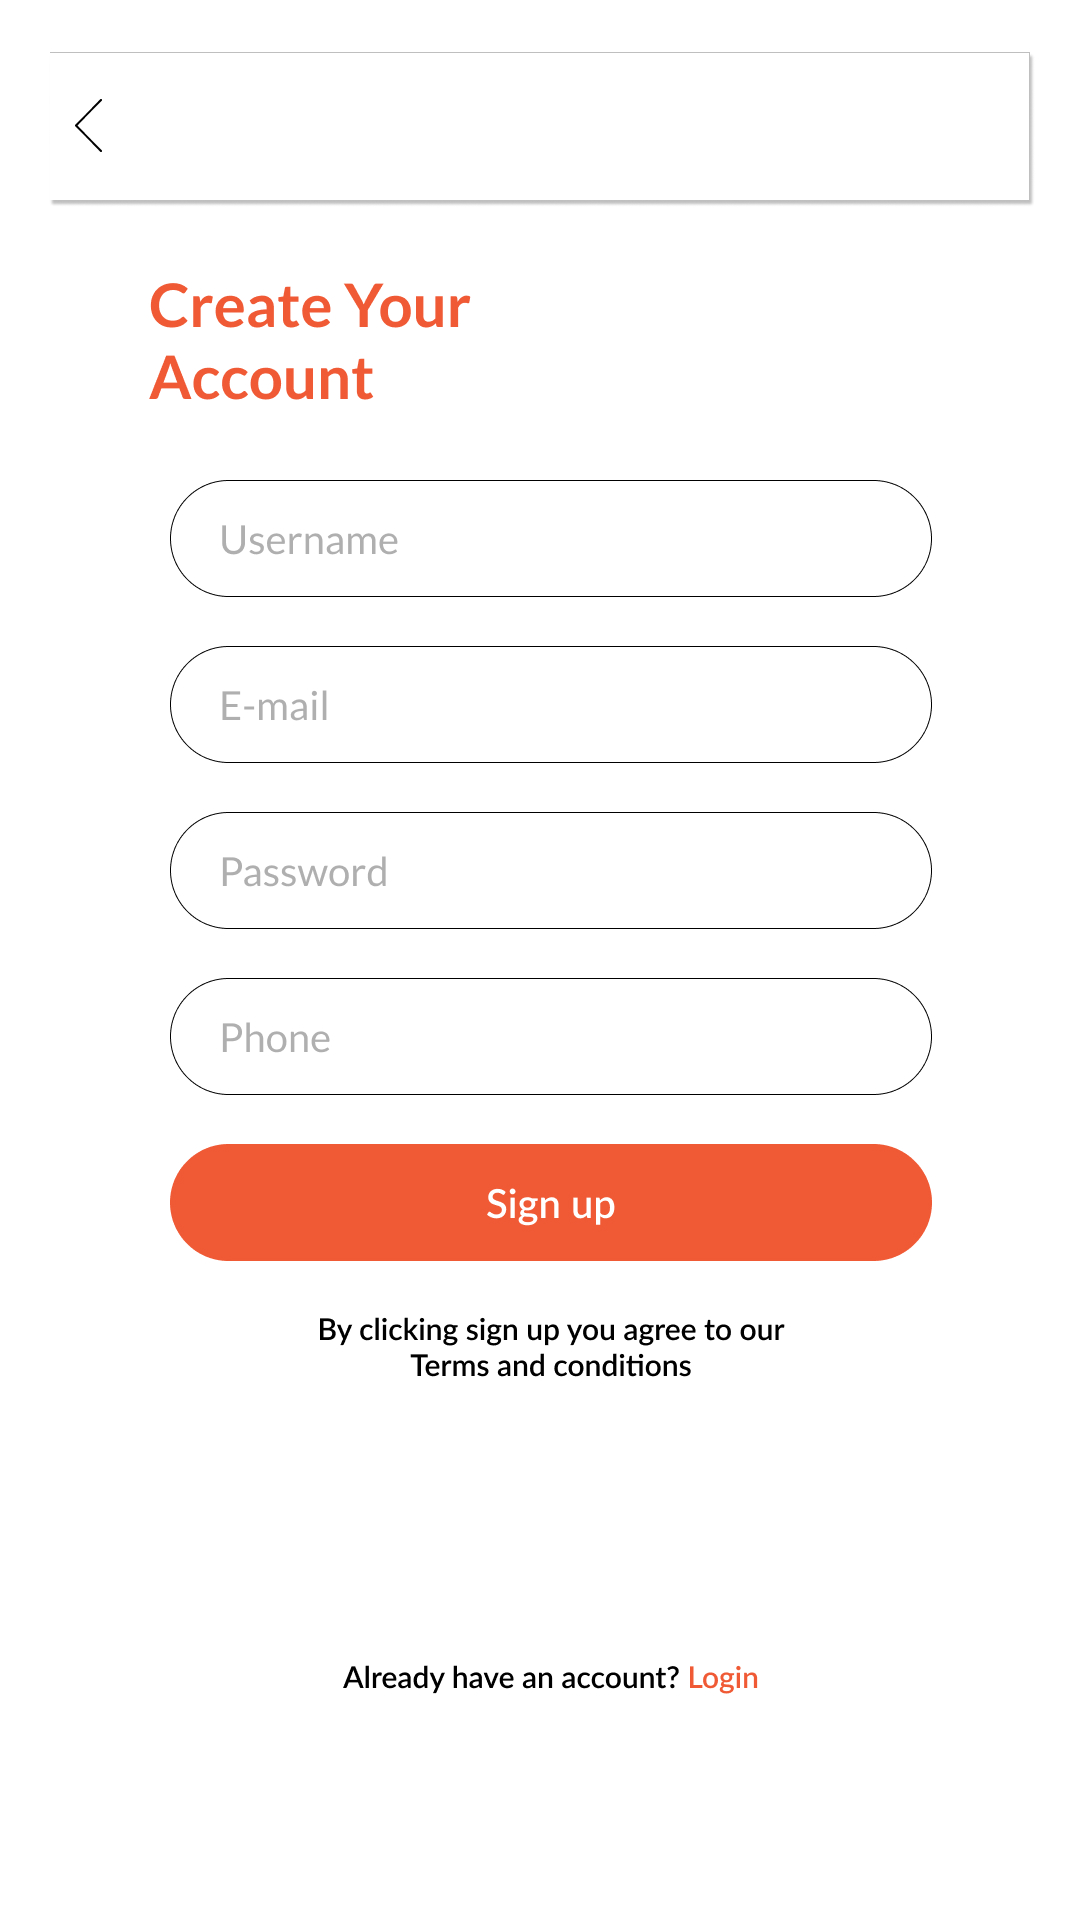 Create Your
Account
Username
E-mail
Password
Phone
Sign up
By clicking sign up you agree to our
Terms and conditions
Already have an account? Login